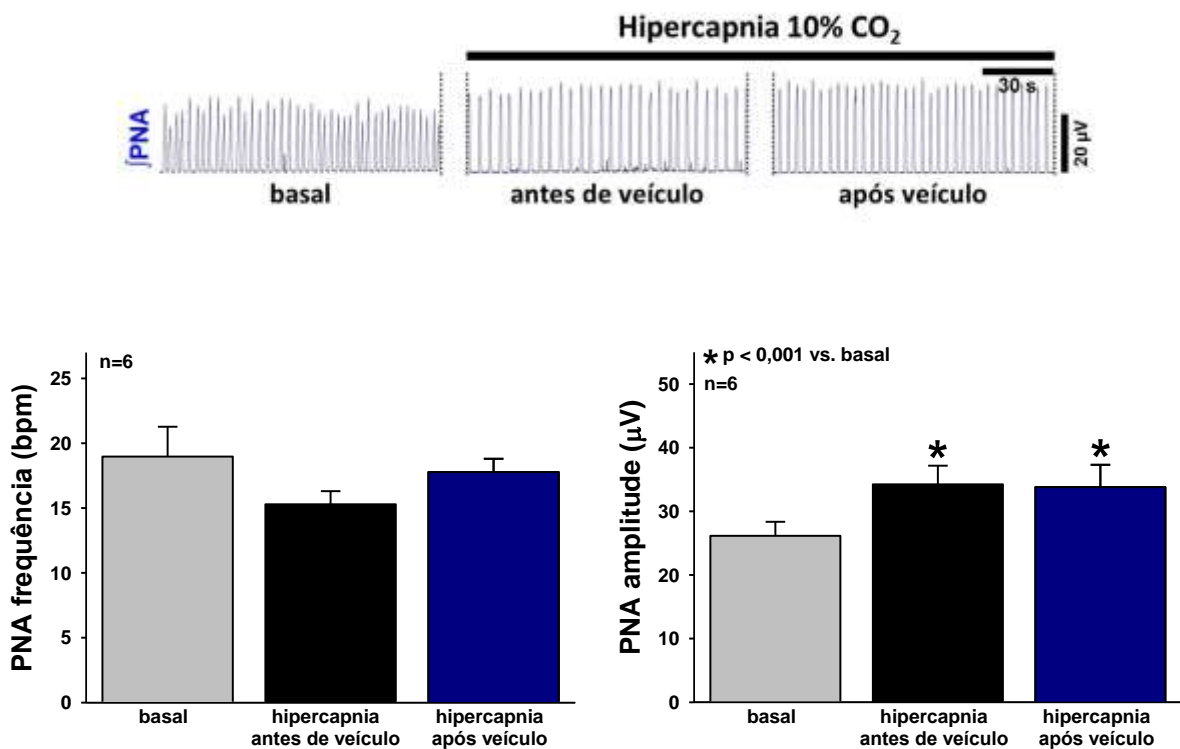 Hipercapnia 10% CO₂
30 s
∫PNA
20 µV
basal
antes de veículo
após veículo
n=6
PNA frequência (bpm)
25
20
15
10
5
0
basal
hipercapnia
antes de veículo
hipercapnia
após veículo
* p < 0,001 vs. basal
n=6
PNA amplitude (µV)
50
40
30
20
10
0
*
*
basal
hipercapnia
antes de veículo
hipercapnia
após veículo